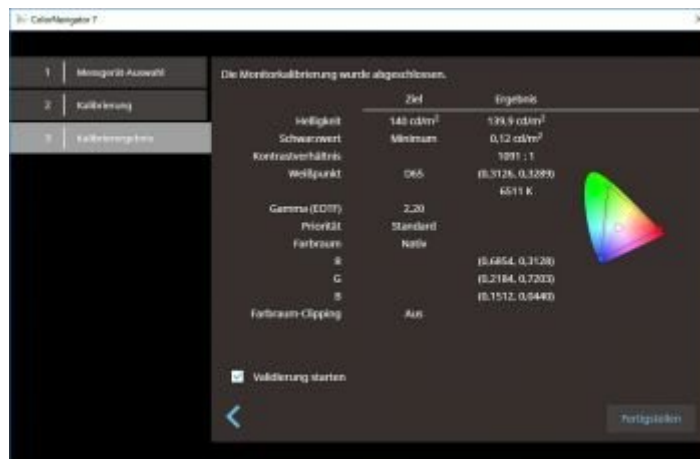 ColorNavigator 7
1 Messgerät-Auswahl
2 Kalibrierung
3 Kalibrierergebnis
Die Monitorkalibrierung wurde abgeschlossen.
Ziel Ergebnis
Helligkeit 140 cd/m² 139,9 cd/m²
Schwarzwert Minimum 0,12 cd/m²
Kontrastverhältnis 1091 : 1
Weißpunkt D65 (0,3126, 0,3289)
6511 K
Gamma (EOTF) 2,20
Priorität Standard
Farbraum Nativ
R (0,6854, 0,3128)
G (0,2184, 0,7203)
B (0,1512, 0,0440)
Farbraum-Clipping Aus
Validierung starten
Fertigstellen